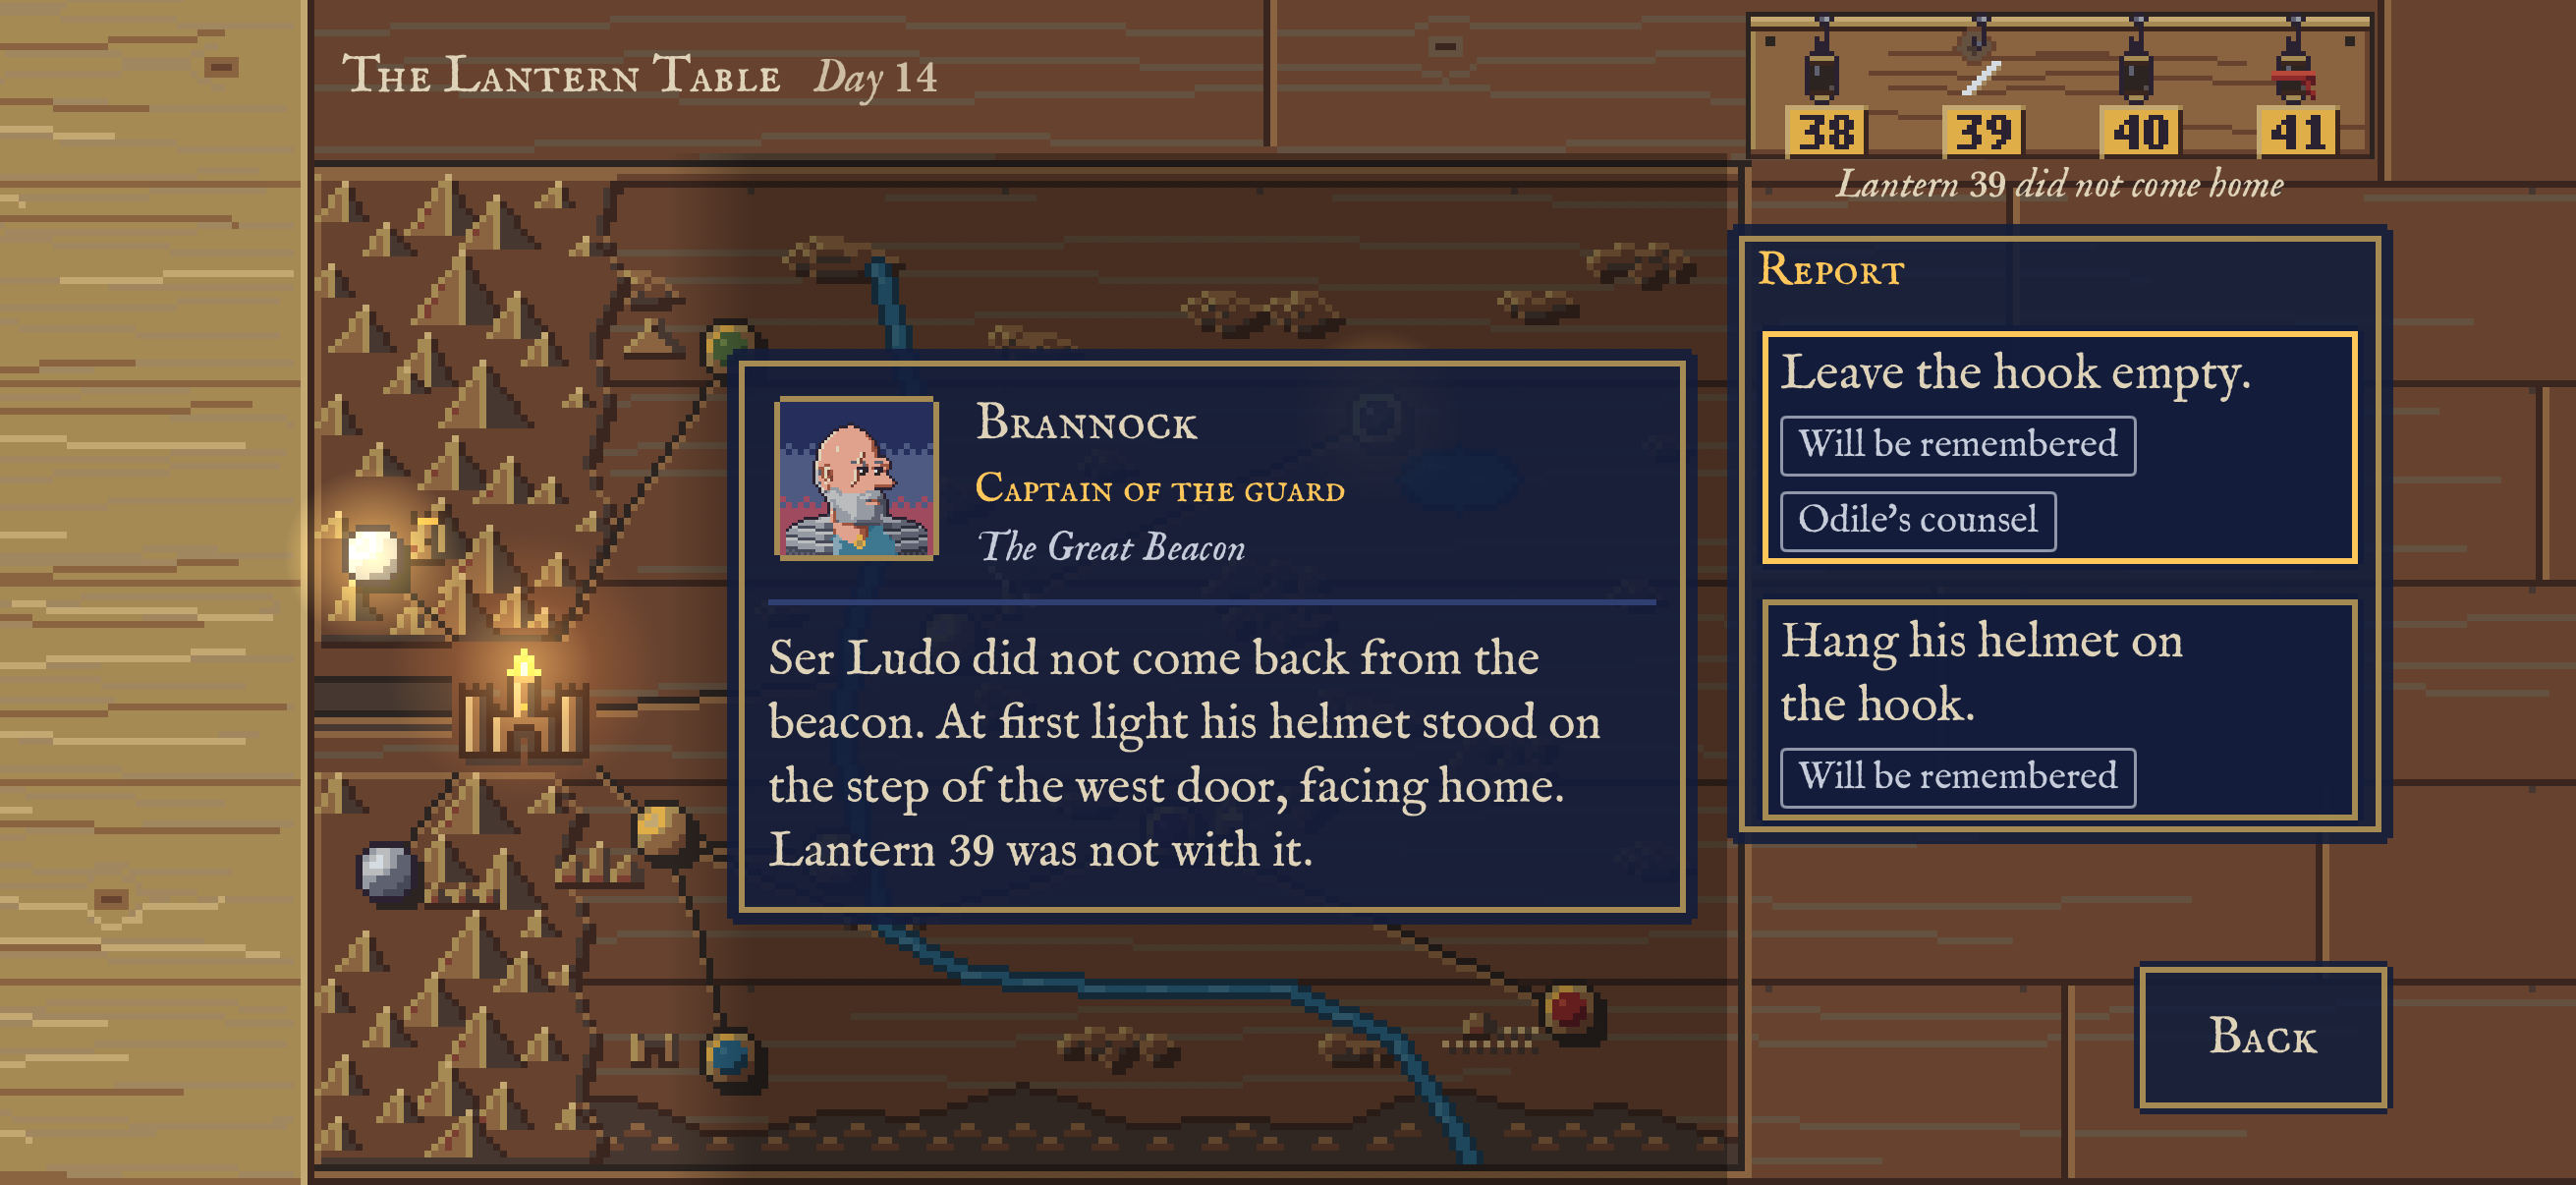 The Lantern Table Day 14
38 39 40 41
Lantern 39 did not come home
Report
Leave the hook empty.
Will be remembered
Odile's counsel
Hang his helmet on
the hook.
Will be remembered
Brannock
Captain of the guard
The Great Beacon
Ser Ludo did not come back from the
beacon. At first light his helmet stood on
the step of the west door, facing home.
Lantern 39 was not with it.
Back